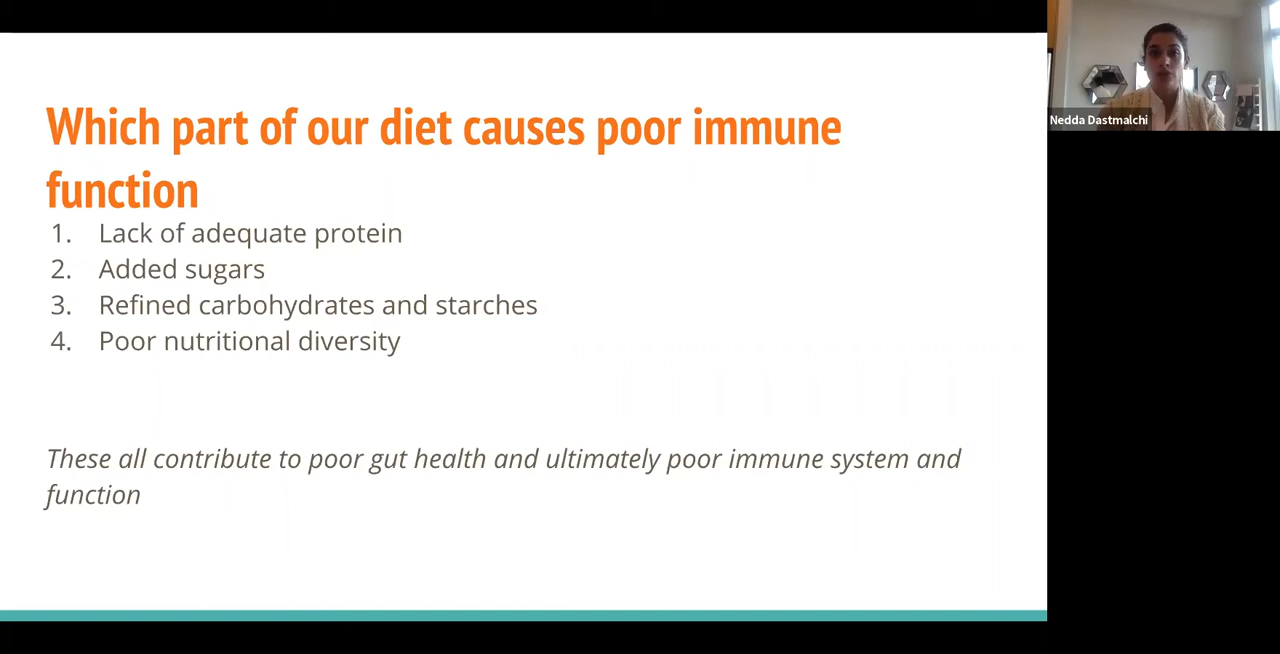 Which part of our diet causes poor immune
function
1. Lack of adequate protein
2. Added sugars
3. Refined carbohydrates and starches
4. Poor nutritional diversity
These all contribute to poor gut health and ultimately poor immune system and
function
Nedda Dastmalchi